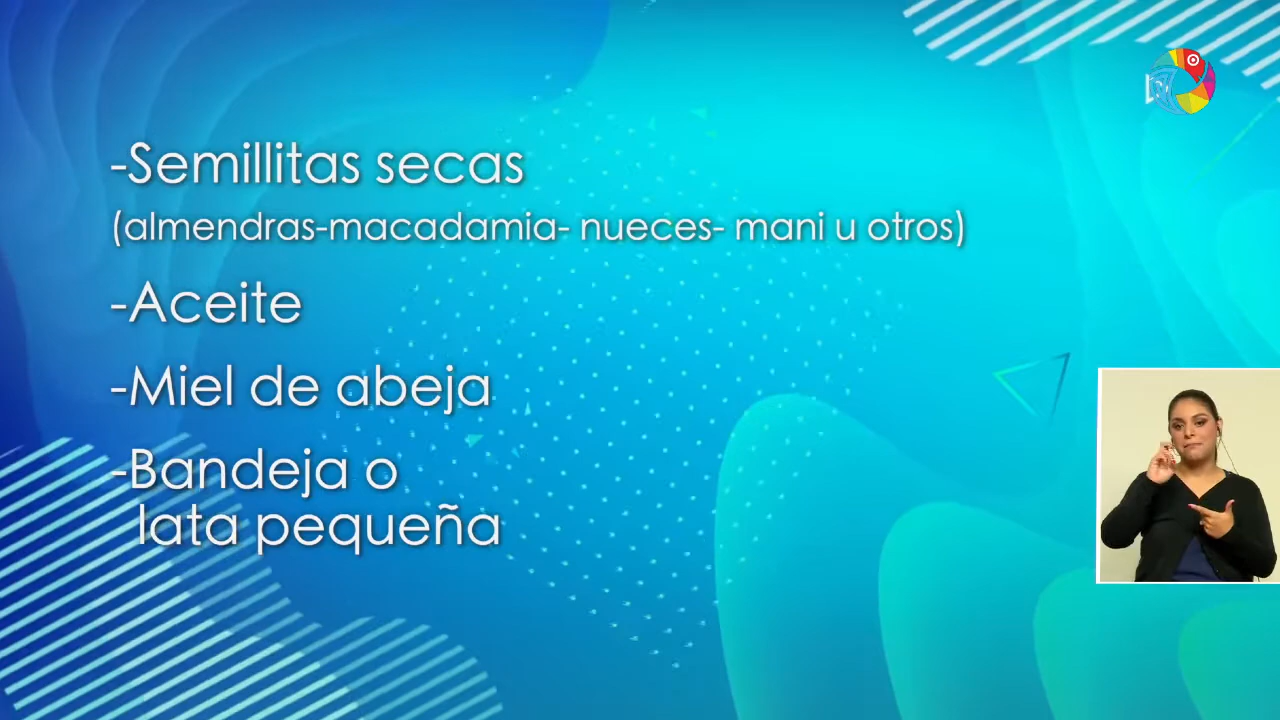 -Semillitas secas
(almendras-macadamia- nueces- mani u otros)
-Aceite
-Miel de abeja
-Bandeja o
lata pequeña